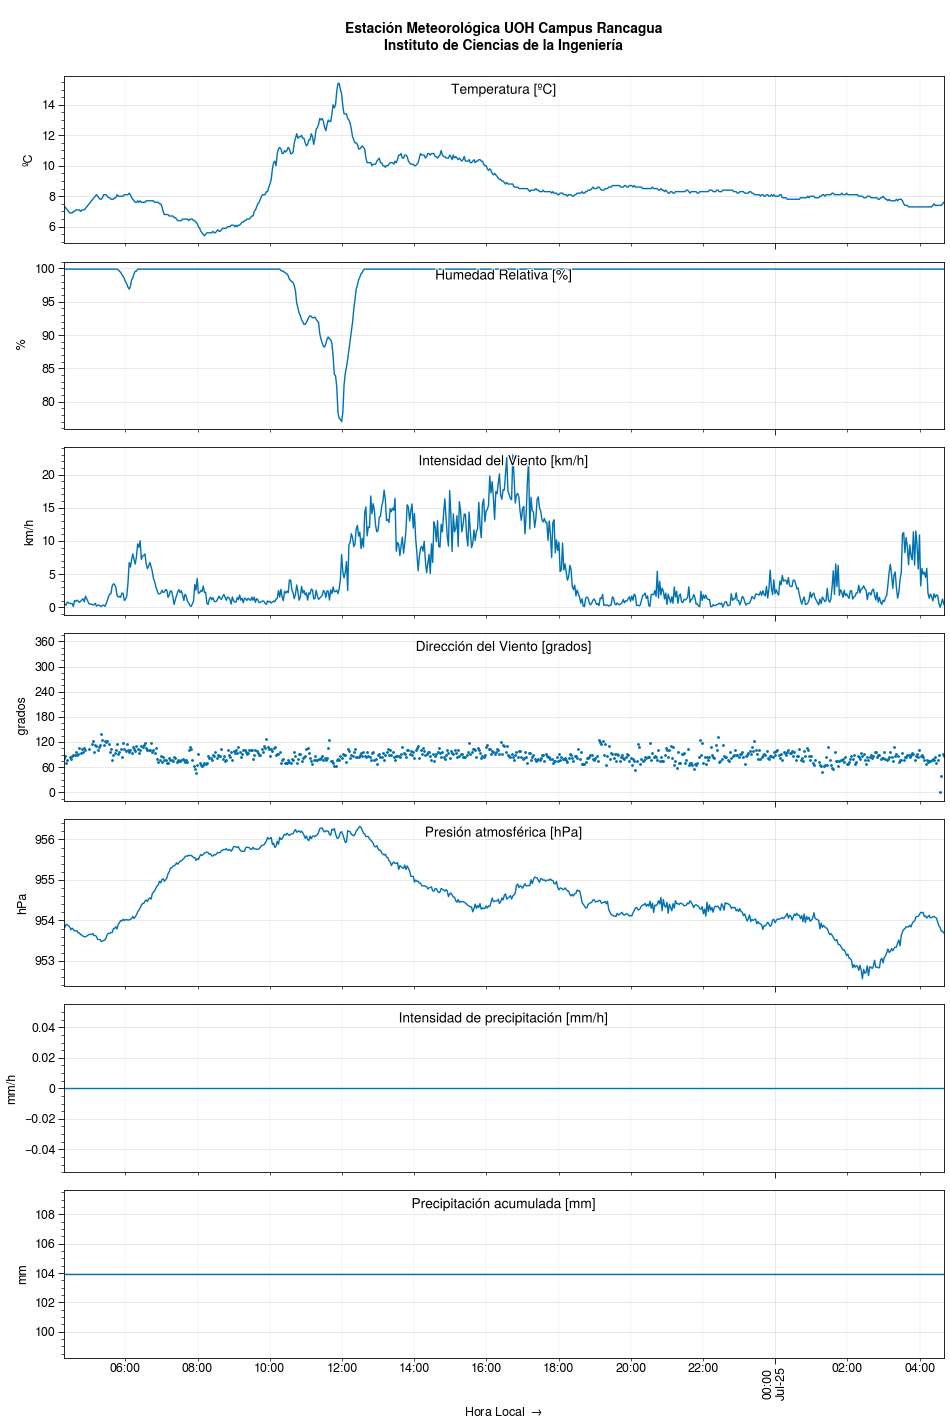 Estación Meteorológica UOH Campus Rancagua
Instituto de Ciencias de la Ingeniería
Temperatura [ºC]
14
12
10
8
6
ºC
Humedad Relativa [%]
100
95
90
85
80
%
Intensidad del Viento [km/h]
20
15
10
5
0
km/h
Dirección del Viento [grados]
360
300
240
180
120
60
0
grados
Presión atmosférica [hPa]
956
955
954
953
hPa
Intensidad de precipitación [mm/h]
0.04
0.02
0
−0.02
−0.04
mm/h
Precipitación acumulada [mm]
108
106
104
102
100
mm
06:00 08:00 10:00 12:00 14:00 16:00 18:00 20:00 22:00 00:00 02:00 04:00
Jul-25
Hora Local →